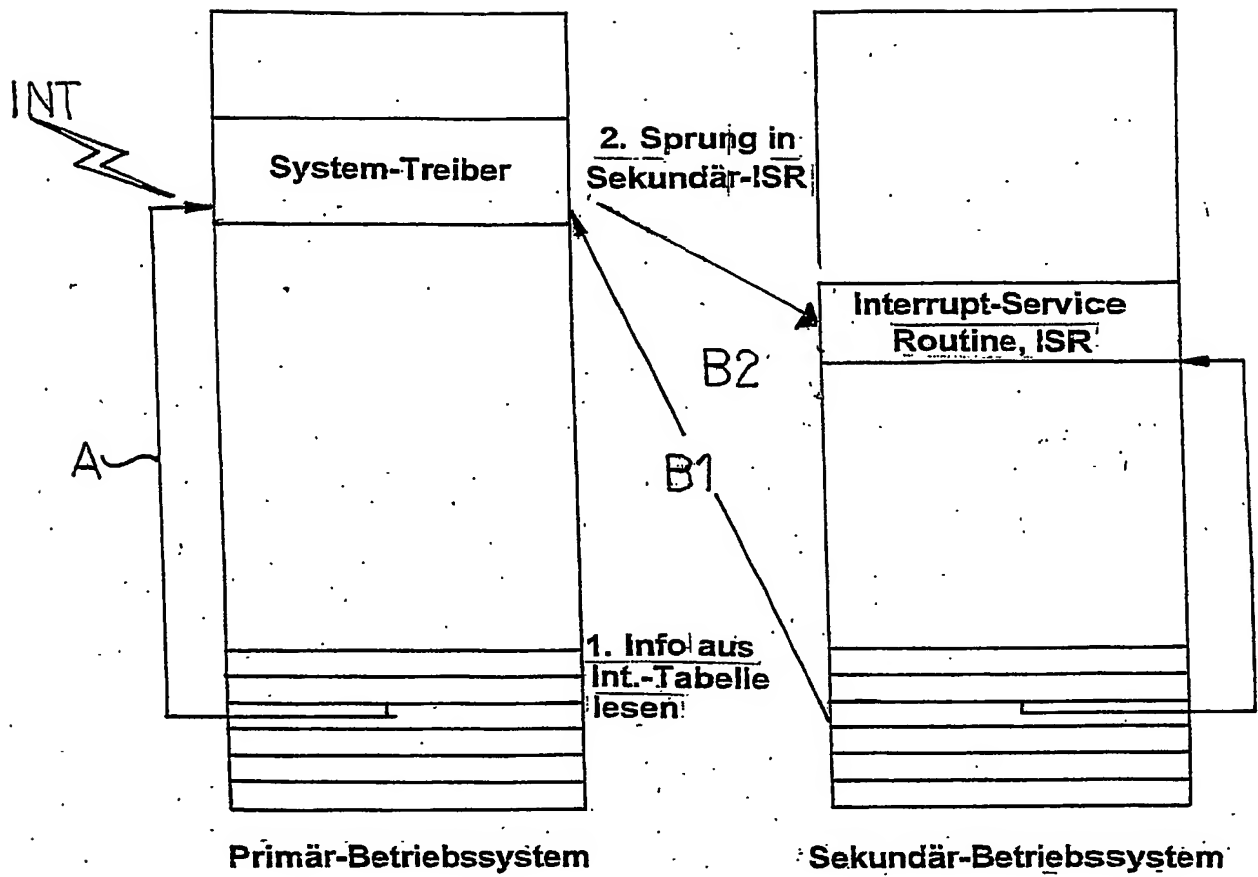 INT
System-Treiber
2. Sprung in
Sekundär-ISR
Interrupt-Service
Routine, ISR
B2
A
B1
1. Info aus
Int.-Tabelle
lesen
Primär-Betriebssystem
Sekundär-Betriebssystem